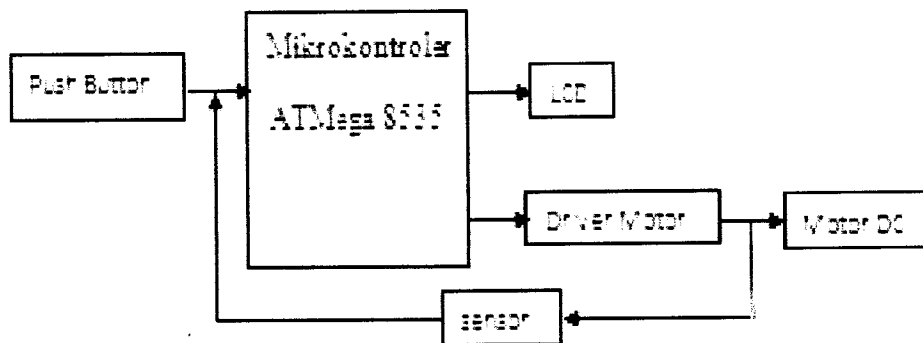 Mikrokontroler
ATMega 8535
Push Button
LCD
Driver Motor
Motor DC
sensor